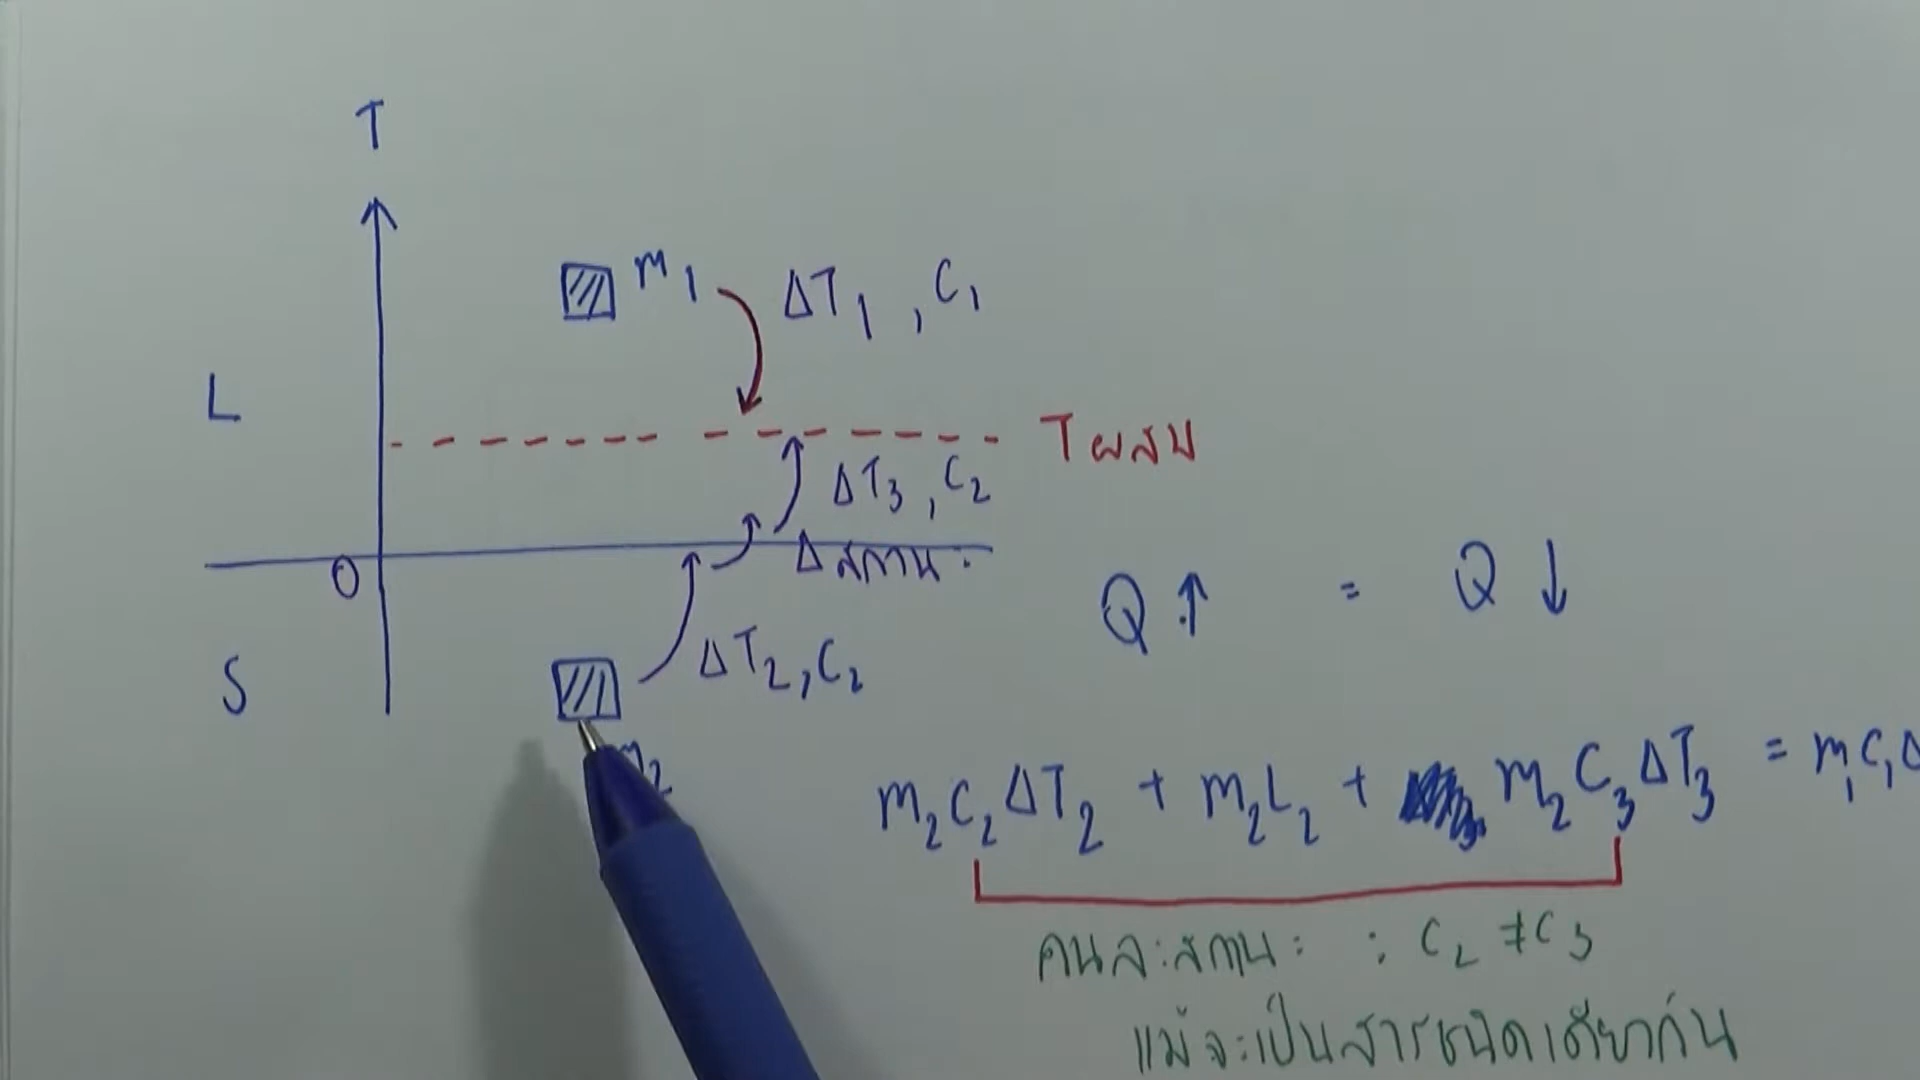 T
m₁ ΔT₁ , C₁
L
T ผสม
ΔT₃ , C₂
0 Δสถานะ
Q ↑ = Q ↓
S
ΔT₂ , C₂
m₂
m₂C₂ΔT₂ + m₂L₂ + m₂C₃ΔT₃ = m₁C₁Δ
คนละสถานะ : C₂ ≠ C₃
แม้จะเป็นสารชนิดเดียวกัน